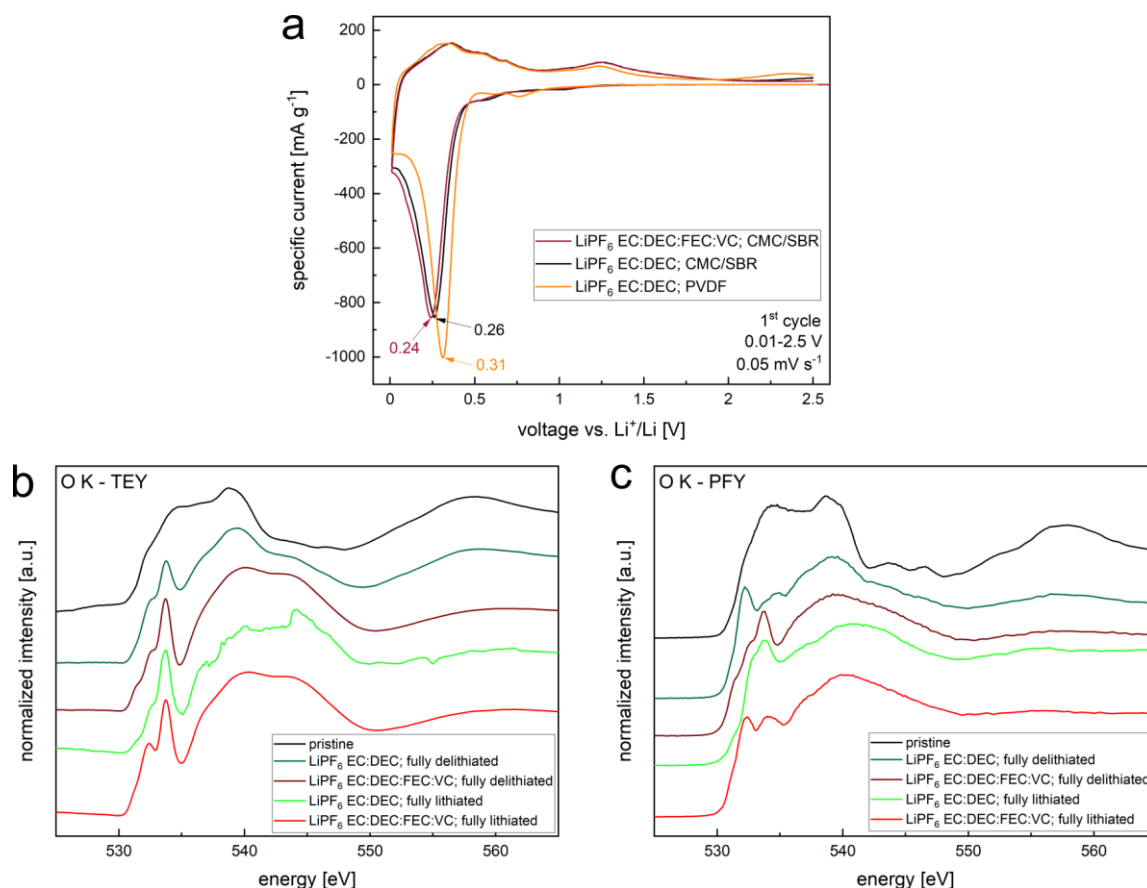 a
200
0
-200
-400
-600
-800
-1000
specific current [mA g⁻¹]
LiPF₆ EC:DEC:FEC:VC; CMC/SBR
LiPF₆ EC:DEC; CMC/SBR
LiPF₆ EC:DEC; PVDF
0.24
0.26
0.31
1ˢᵗ cycle
0.01-2.5 V
0.05 mV s⁻¹
0 0.5 1 1.5 2 2.5
voltage vs. Li⁺/Li [V]
b
O K - TEY
normalized intensity [a.u.]
pristine
LiPF₆ EC:DEC; fully delithiated
LiPF₆ EC:DEC:FEC:VC; fully delithiated
LiPF₆ EC:DEC; fully lithiated
LiPF₆ EC:DEC:FEC:VC; fully lithiated
530 540 550 560
energy [eV]
c
O K - PFY
normalized intensity [a.u.]
pristine
LiPF₆ EC:DEC; fully delithiated
LiPF₆ EC:DEC:FEC:VC; fully delithiated
LiPF₆ EC:DEC; fully lithiated
LiPF₆ EC:DEC:FEC:VC; fully lithiated
530 540 550 560
energy [eV]